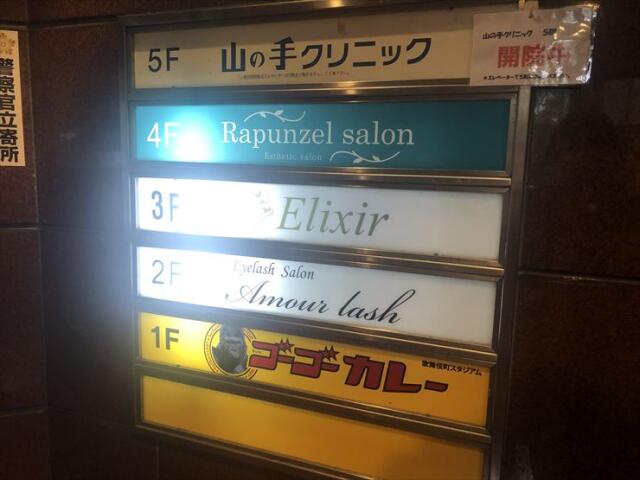 警察官立寄所
山の手クリニック
開院中
5F 山の手クリニック
4F Rapunzel salon
Esthetic salon
3F Elixir
2F Eyelash Salon
Amour lash
1F ゴーゴーカレー 歌舞伎町スタジアム